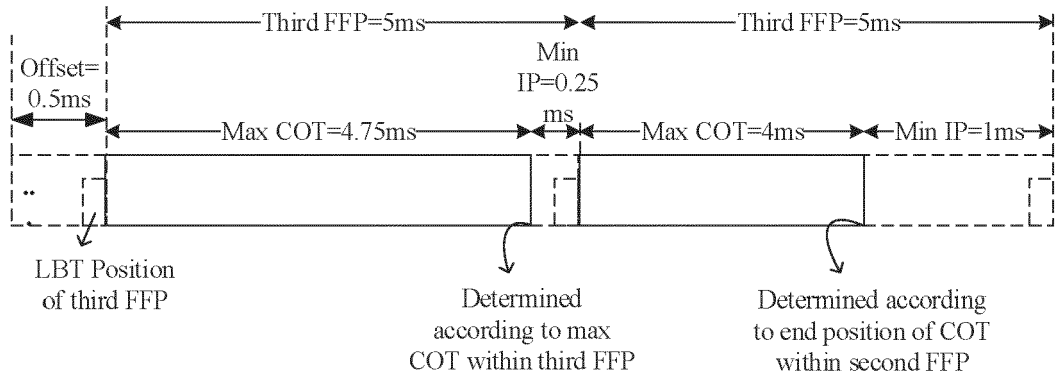 Third FFP=5ms
Third FFP=5ms
Offset=
0.5ms
Min
IP=0.25
ms
Max COT=4.75ms
Max COT=4ms
Min IP=1ms
LBT Position
of third FFP
Determined
according to max
COT within third FFP
Determined according
to end position of COT
within second FFP